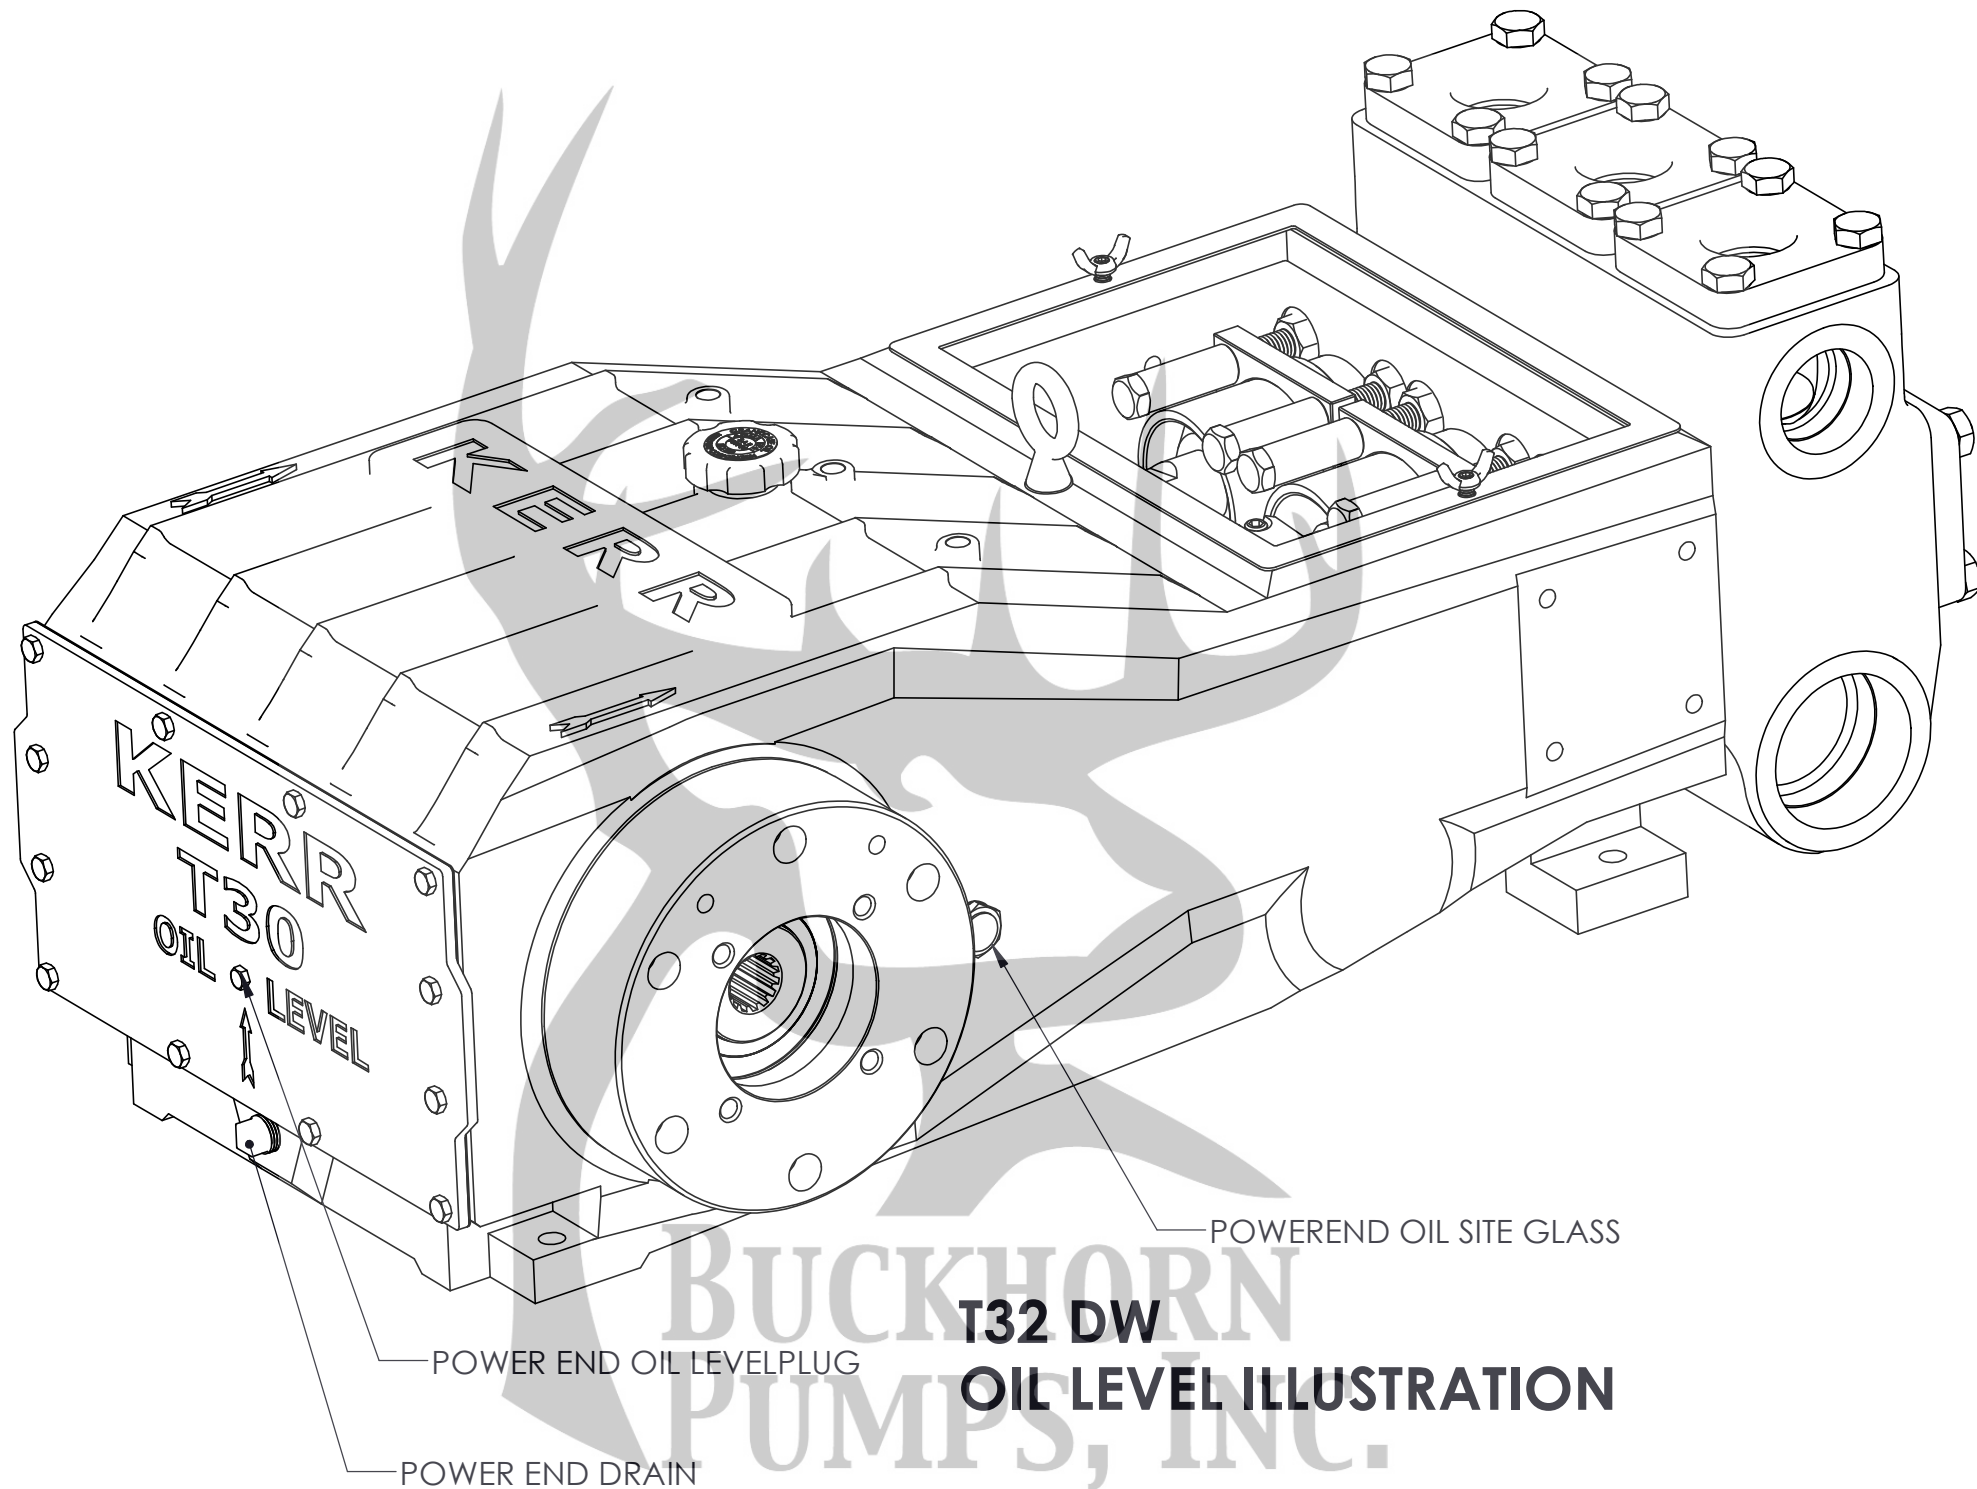 KERR
KERR
T30
OIL LEVEL
POWEREND OIL SITE GLASS
T32 DW
OIL LEVEL ILLUSTRATION
POWER END OIL LEVELPLUG
POWER END DRAIN
BUCKHORN
PUMPS, INC.